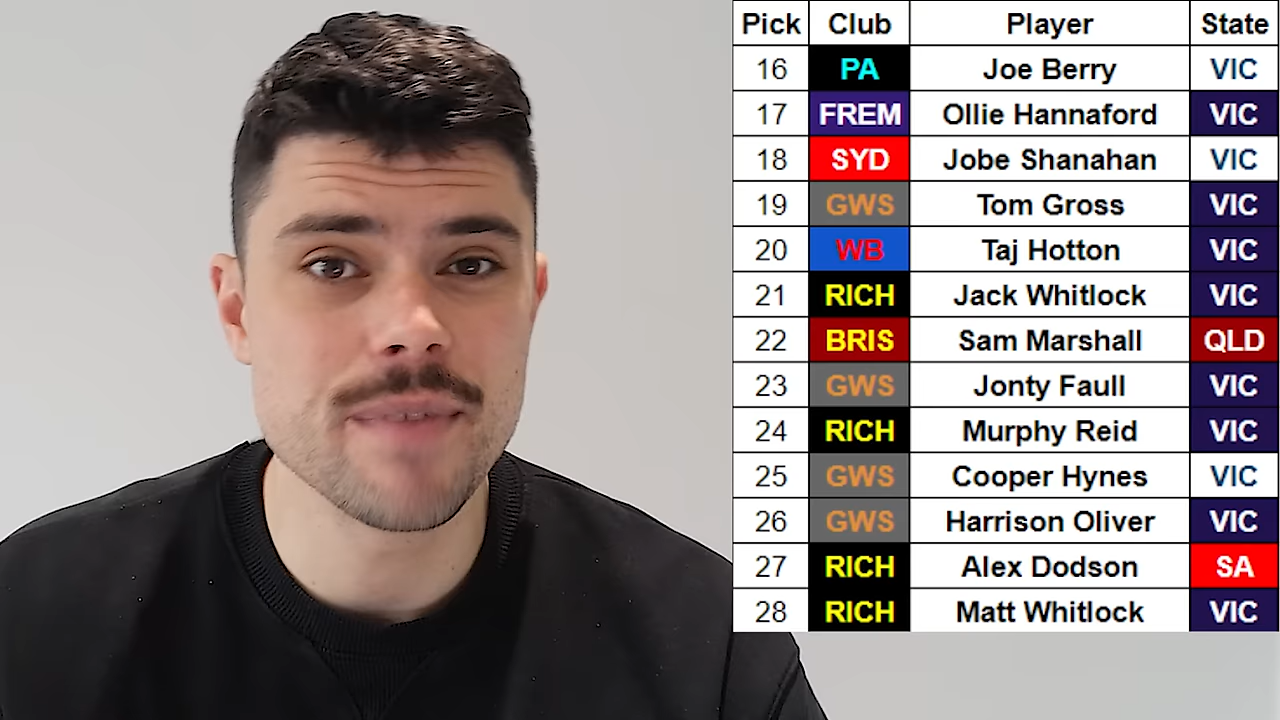 Pick Club Player State
16 PA Joe Berry VIC
17 FREM Ollie Hannaford VIC
18 SYD Jobe Shanahan VIC
19 GWS Tom Gross VIC
20 WB Taj Hotton VIC
21 RICH Jack Whitlock VIC
22 BRIS Sam Marshall QLD
23 GWS Jonty Faull VIC
24 RICH Murphy Reid VIC
25 GWS Cooper Hynes VIC
26 GWS Harrison Oliver VIC
27 RICH Alex Dodson SA
28 RICH Matt Whitlock VIC